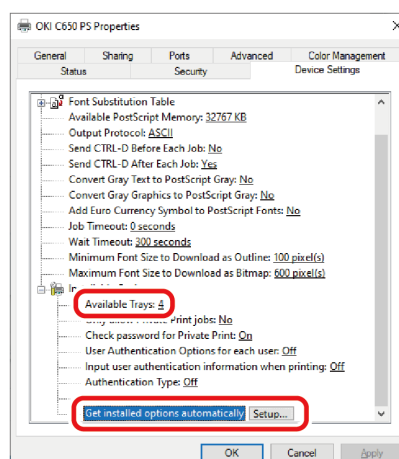 OKI C650 PS Properties
General Sharing Ports Advanced Color Management
Status Security Device Settings
Font Substitution Table
Available PostScript Memory: 32767 KB
Output Protocol: ASCII
Send CTRL-D Before Each Job: No
Send CTRL-D After Each Job: Yes
Convert Gray Text to PostScript Gray: No
Convert Gray Graphics to PostScript Gray: No
Add Euro Currency Symbol to PostScript Fonts: No
Job Timeout: 0 seconds
Wait Timeout: 300 seconds
Minimum Font Size to Download as Outline: 100 pixel(s)
Maximum Font Size to Download as Bitmap: 600 pixel(s)
Available Trays: 4
Print jobs: No
Check password for Private Print: On
User Authentication Options for each user: Off
Input user authentication information when printing: Off
Authentication Type: Off
Get installed options automatically Setup...
OK Cancel Apply